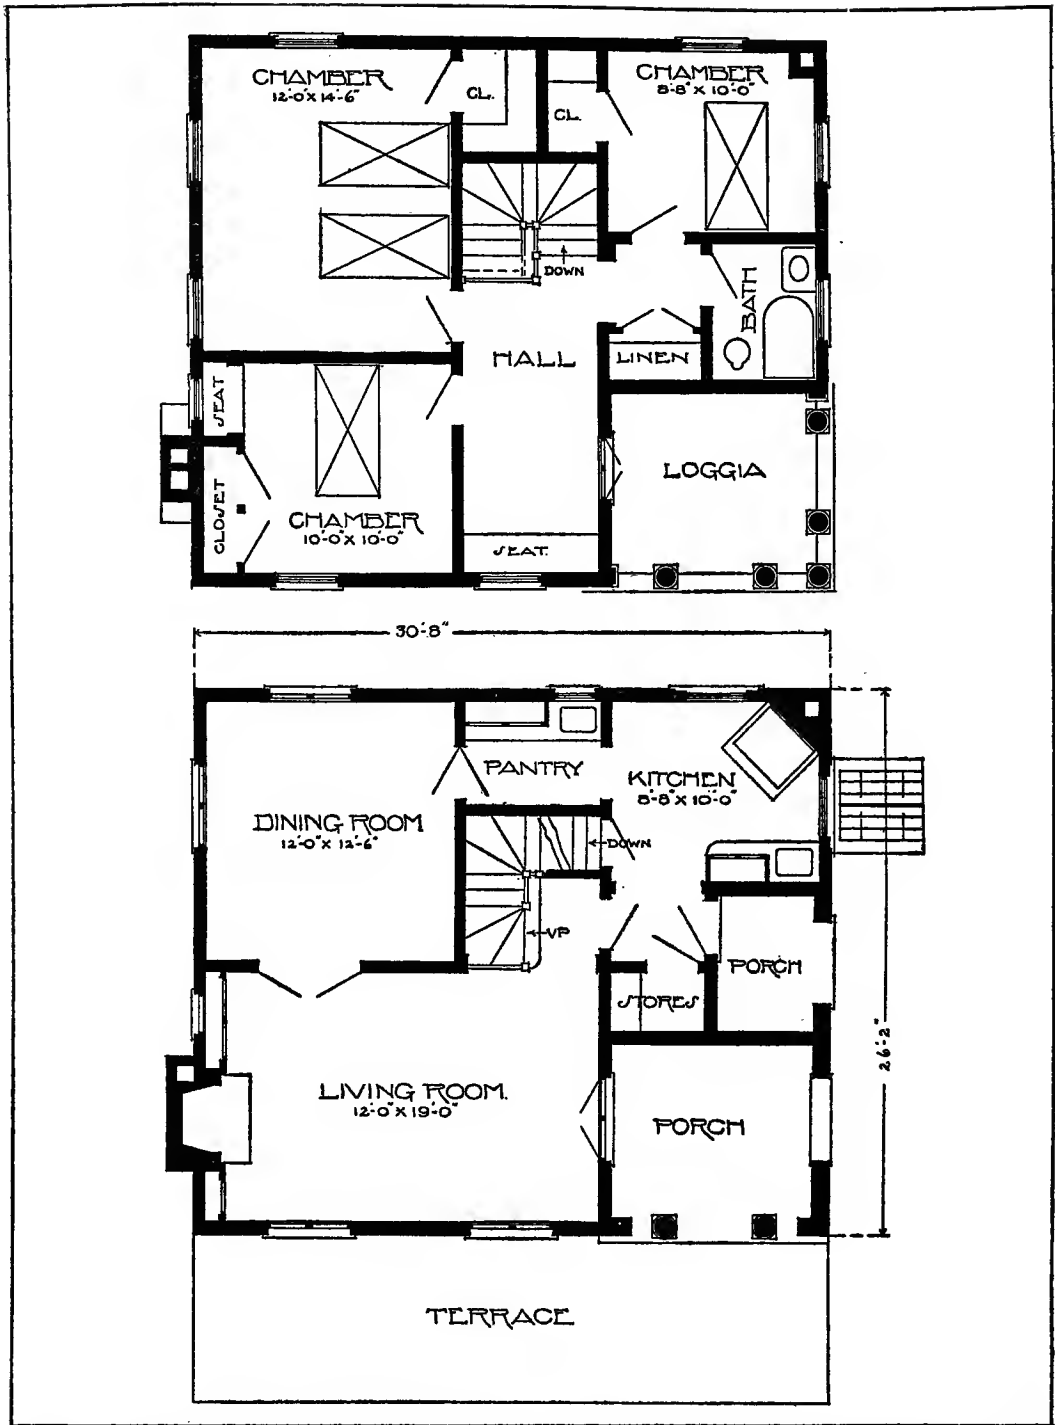 CHAMBER
12'-0" X 14'-6"
CL.
CL.
CHAMBER
8'-8" X 10'-0"
DOWN
BATH
HALL
LINEN
SEAT
LOGGIA
CLOSET
CHAMBER
10'-0" X 10'-0"
SEAT.
30'-8"
PANTRY
KITCHEN
8'-8" X 10'-0"
DINING ROOM
12'-0" X 12'-6"
DOWN
UP
PORCH
STORES
26'-2"
LIVING ROOM.
12'-0" X 19'-0"
PORCH
TERRACE